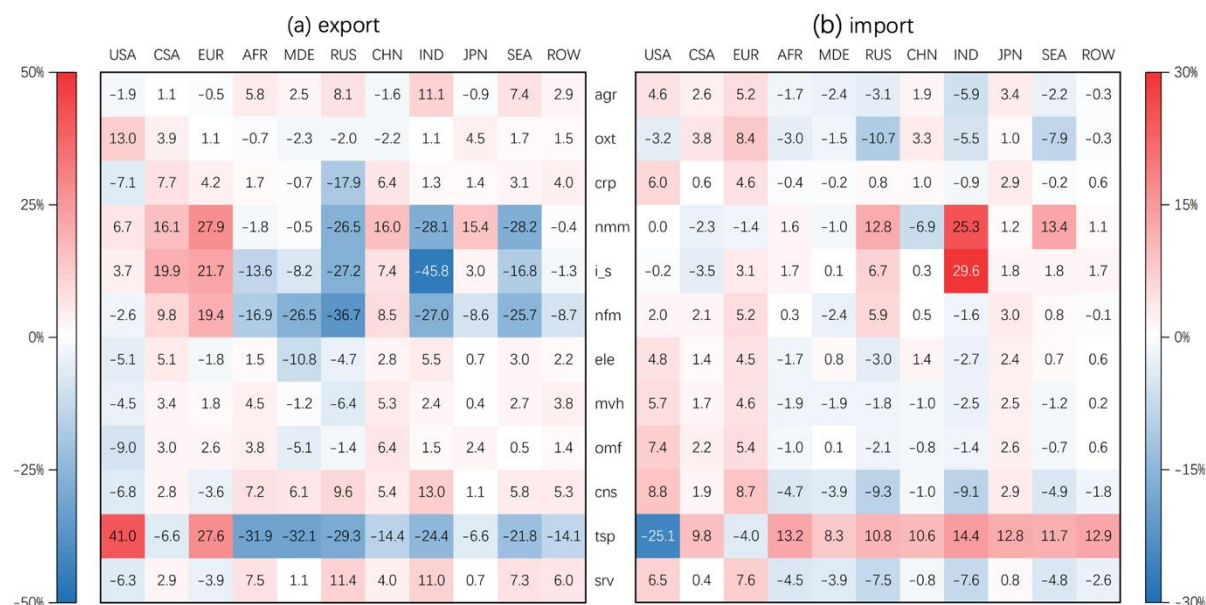 (a) export (b) import
USA CSA EUR AFR MDE RUS CHN IND JPN SEA ROW USA CSA EUR AFR MDE RUS CHN IND JPN SEA ROW
50% 30%
−1.9 1.1 −0.5 5.8 2.5 8.1 −1.6 11.1 −0.9 7.4 2.9 agr 4.6 2.6 5.2 −1.7 −2.4 −3.1 1.9 −5.9 3.4 −2.2 −0.3
13.0 3.9 1.1 −0.7 −2.3 −2.0 −2.2 1.1 4.5 1.7 1.5 oxt −3.2 3.8 8.4 −3.0 −1.5 −10.7 3.3 −5.5 1.0 −7.9 −0.3
−7.1 7.7 4.2 1.7 −0.7 −17.9 6.4 1.3 1.4 3.1 4.0 crp 6.0 0.6 4.6 −0.4 −0.2 0.8 1.0 −0.9 2.9 −0.2 0.6
25% 15%
6.7 16.1 27.9 −1.8 −0.5 −26.5 16.0 −28.1 15.4 −28.2 −0.4 nmm 0.0 −2.3 −1.4 1.6 −1.0 12.8 −6.9 25.3 1.2 13.4 1.1
3.7 19.9 21.7 −13.6 −8.2 −27.2 7.4 −45.8 3.0 −16.8 −1.3 i_s −0.2 −3.5 3.1 1.7 0.1 6.7 0.3 29.6 1.8 1.8 1.7
−2.6 9.8 19.4 −16.9 −26.5 −36.7 8.5 −27.0 −8.6 −25.7 −8.7 nfm 2.0 2.1 5.2 0.3 −2.4 5.9 0.5 −1.6 3.0 0.8 −0.1
0% 0%
−5.1 5.1 −1.8 1.5 −10.8 −4.7 2.8 5.5 0.7 3.0 2.2 ele 4.8 1.4 4.5 −1.7 0.8 −3.0 1.4 −2.7 2.4 0.7 0.6
−4.5 3.4 1.8 4.5 −1.2 −6.4 5.3 2.4 0.4 2.7 3.8 mvh 5.7 1.7 4.6 −1.9 −1.9 −1.8 −1.0 −2.5 2.5 −1.2 0.2
−9.0 3.0 2.6 3.8 −5.1 −1.4 6.4 1.5 2.4 0.5 1.4 omf 7.4 2.2 5.4 −1.0 0.1 −2.1 −0.8 −1.4 2.6 −0.7 0.6
−25% −15%
−6.8 2.8 −3.6 7.2 6.1 9.6 5.4 13.0 1.1 5.8 5.3 cns 8.8 1.9 8.7 −4.7 −3.9 −9.3 −1.0 −9.1 2.9 −4.9 −1.8
41.0 −6.6 27.6 −31.9 −32.1 −29.3 −14.4 −24.4 −6.6 −21.8 −14.1 tsp −25.1 9.8 −4.0 13.2 8.3 10.8 10.6 14.4 12.8 11.7 12.9
−6.3 2.9 −3.9 7.5 1.1 11.4 4.0 11.0 0.7 7.3 6.0 srv 6.5 0.4 7.6 −4.5 −3.9 −7.5 −0.8 −7.6 0.8 −4.8 −2.6
−50% −30%